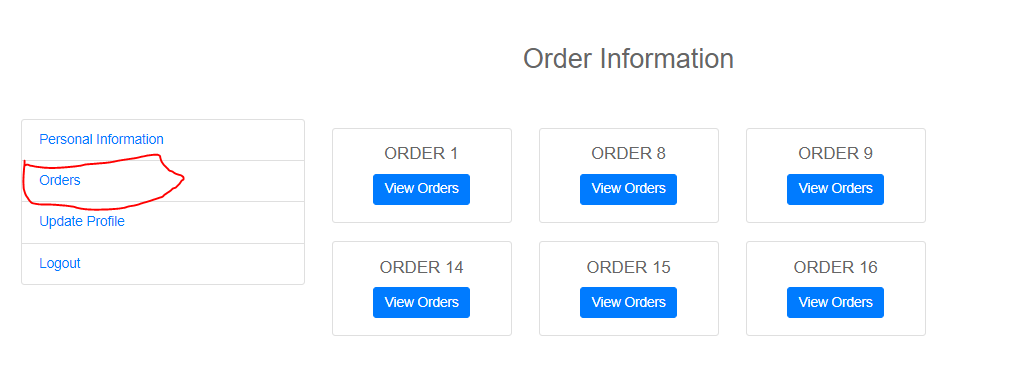 Order Information
Personal Information
Orders
Update Profile
Logout
ORDER 1
View Orders
ORDER 8
View Orders
ORDER 9
View Orders
ORDER 14
View Orders
ORDER 15
View Orders
ORDER 16
View Orders